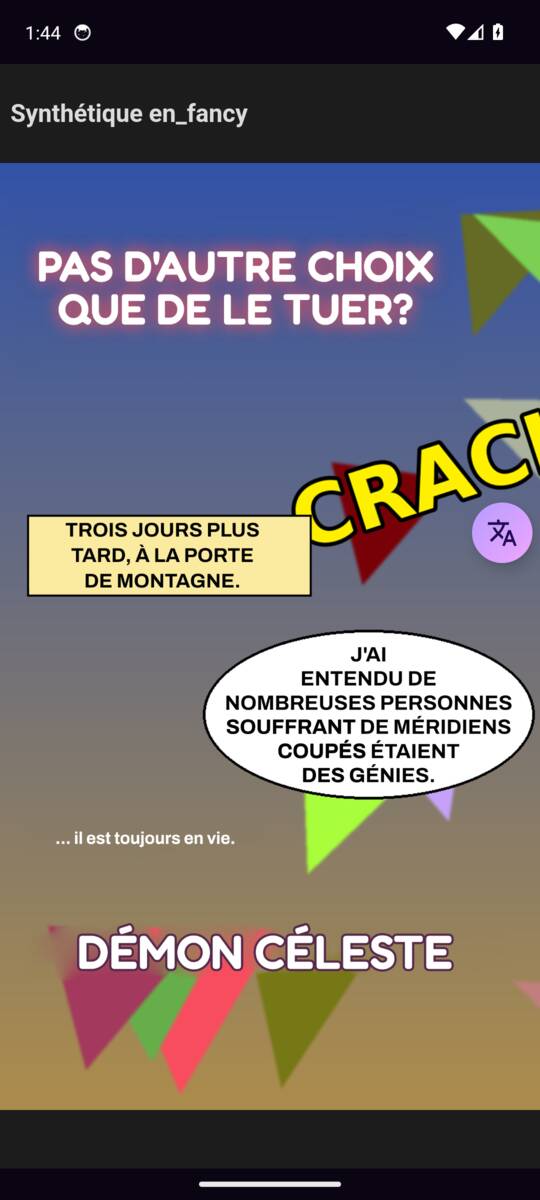 1:44
Synthétique en_fancy
PAS D'AUTRE CHOIX
QUE DE LE TUER?
CRACK
TROIS JOURS PLUS
TARD, À LA PORTE
DE MONTAGNE.
J'AI
ENTENDU DE
NOMBREUSES PERSONNES
SOUFFRANT DE MÉRIDIENS
COUPÉS ÉTAIENT
DES GÉNIES.
... il est toujours en vie.
DÉMON CÉLESTE